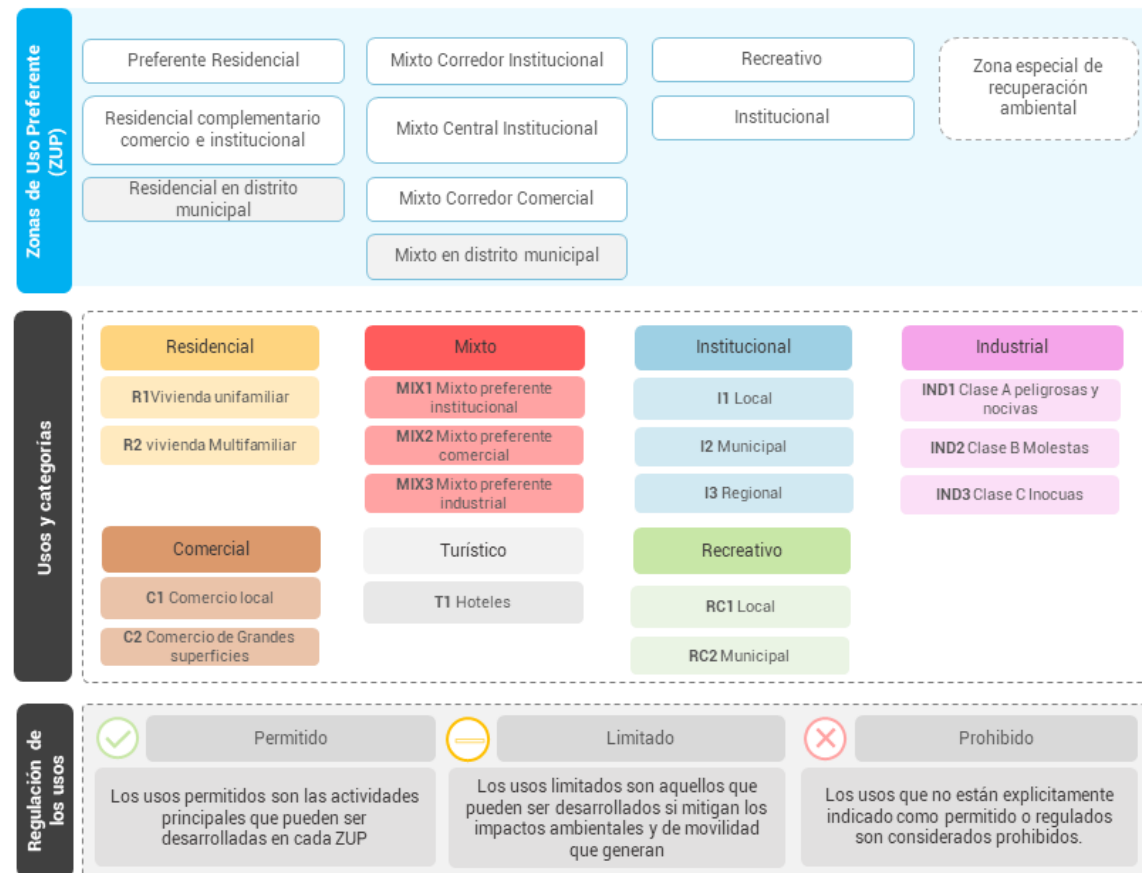 Zonas de Uso Preferente
(ZUP)
Preferente Residencial
Residencial complementario
comercio e institucional
Residencial en distrito
municipal
Mixto Corredor Institucional
Mixto Central Institucional
Mixto Corredor Comercial
Mixto en distrito municipal
Recreativo
Institucional
Zona especial de
recuperación
ambiental
Usos y categorías
Residencial
R1Vivienda unifamiliar
R2 vivienda Multifamiliar
Mixto
MIX1 Mixto preferente
institucional
MIX2 Mixto preferente
comercial
MIX3 Mixto preferente
industrial
Institucional
I1 Local
I2 Municipal
I3 Regional
Industrial
IND1 Clase A peligrosas y
nocivas
IND2 Clase B Molestas
IND3 Clase C Inocuas
Comercial
C1 Comercio local
C2 Comercio de Grandes
superficies
Turístico
T1 Hoteles
Recreativo
RC1 Local
RC2 Municipal
Regulación de
los usos
Permitido
Los usos permitidos son las actividades
principales que pueden ser
desarrolladas en cada ZUP
Limitado
Los usos limitados son aquellos que
pueden ser desarrollados si mitigan los
impactos ambientales y de movilidad
que generan
Prohibido
Los usos que no están explicitamente
indicado como permitido o regulados
son considerados prohibidos.